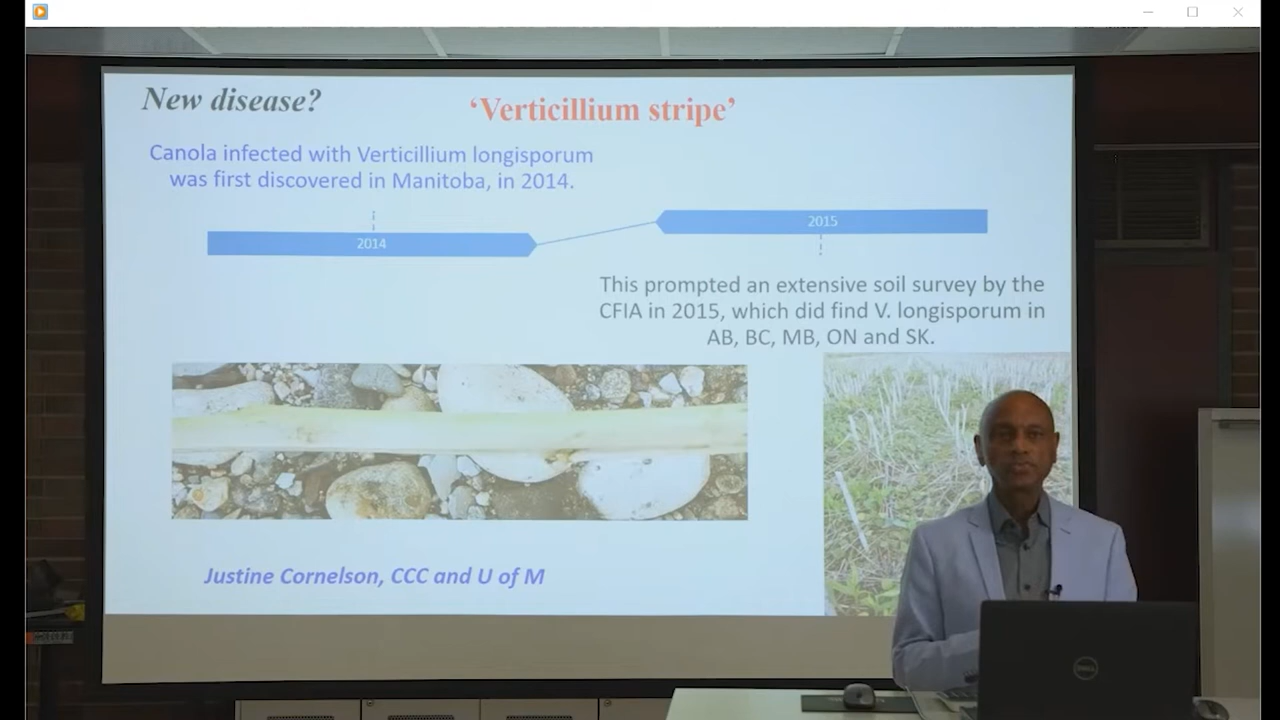 New disease?
‘Verticillium stripe’
Canola infected with Verticillium longisporum
was first discovered in Manitoba, in 2014.
2014
2015
This prompted an extensive soil survey by the
CFIA in 2015, which did find V. longisporum in
AB, BC, MB, ON and SK.
Justine Cornelson, CCC and U of M
DELL